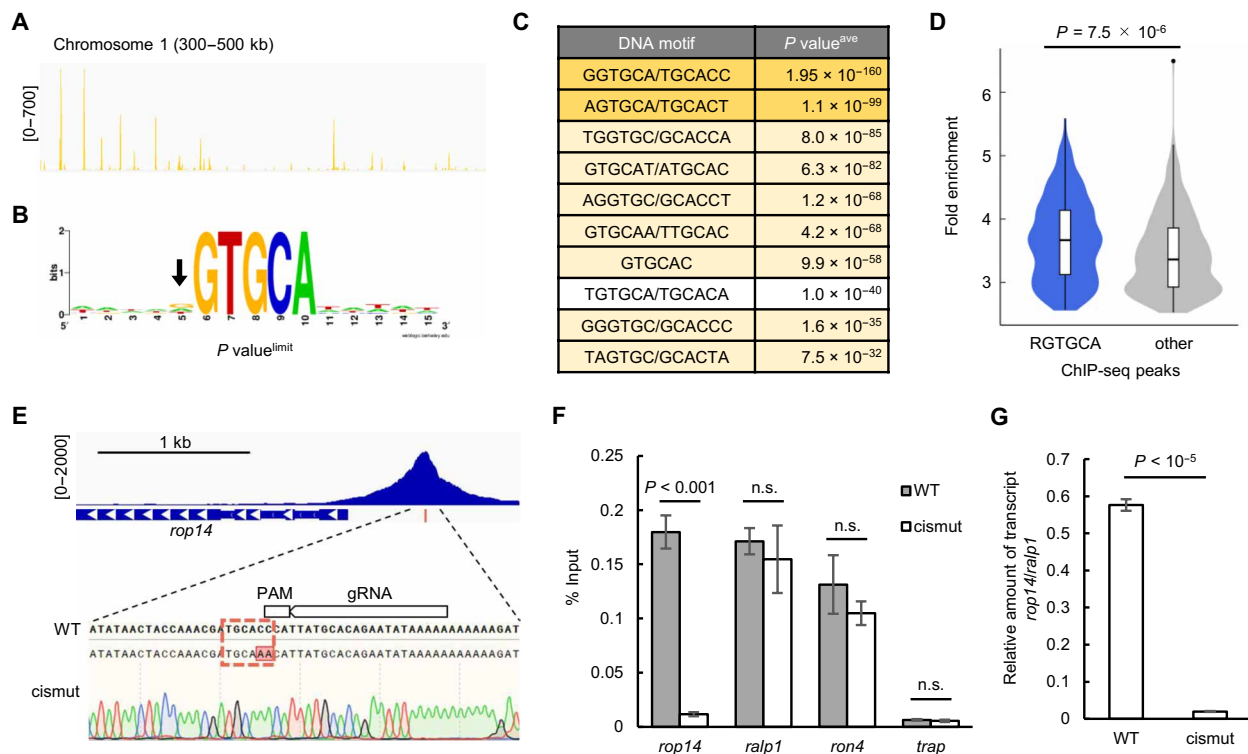 A
Chromosome 1 (300–500 kb)
[0–700]
B
bits
2
1
0
GTGCA
5′
1 2 3 4 5 6 7 8 9 10 11 12 13 14 15
3′
weblogo.berkeley.edu
P value^limit
C
DNA motif P value^ave
GGTGCA/TGCACC 1.95 × 10⁻¹⁶⁰
AGTGCA/TGCACT 1.1 × 10⁻⁹⁹
TGGTGC/GCACCA 8.0 × 10⁻⁸⁵
GTGCAT/ATGCAC 6.3 × 10⁻⁸²
AGGTGC/GCACCT 1.2 × 10⁻⁶⁸
GTGCAA/TTGCAC 4.2 × 10⁻⁶⁸
GTGCAC 9.9 × 10⁻⁵⁸
TGTGCA/TGCACA 1.0 × 10⁻⁴⁰
GGGTGC/GCACCC 1.6 × 10⁻³⁵
TAGTGC/GCACTA 7.5 × 10⁻³²
D
P = 7.5 × 10⁻⁶
Fold enrichment
6
5
4
3
RGTGCA other
ChIP-seq peaks
E
[0–2000]
1 kb
rop14
PAM gRNA
WT
ATATAACTACCAAACGATGCACCCATTATGCACAGAATATAAAAAAAAAAAGAT
ATATAACTACCAAACGATGCAAACATTATGCACAGAATATAAAAAAAAAAAGAT
cismut
F
% Input
0.25
0.2
0.15
0.1
0.05
0
P < 0.001
n.s.
n.s.
n.s.
WT
cismut
rop14 ralp1 ron4 trap
G
Relative amount of transcript
rop14/ralp1
P < 10⁻⁵
0.7
0.6
0.5
0.4
0.3
0.2
0.1
0.0
WT cismut